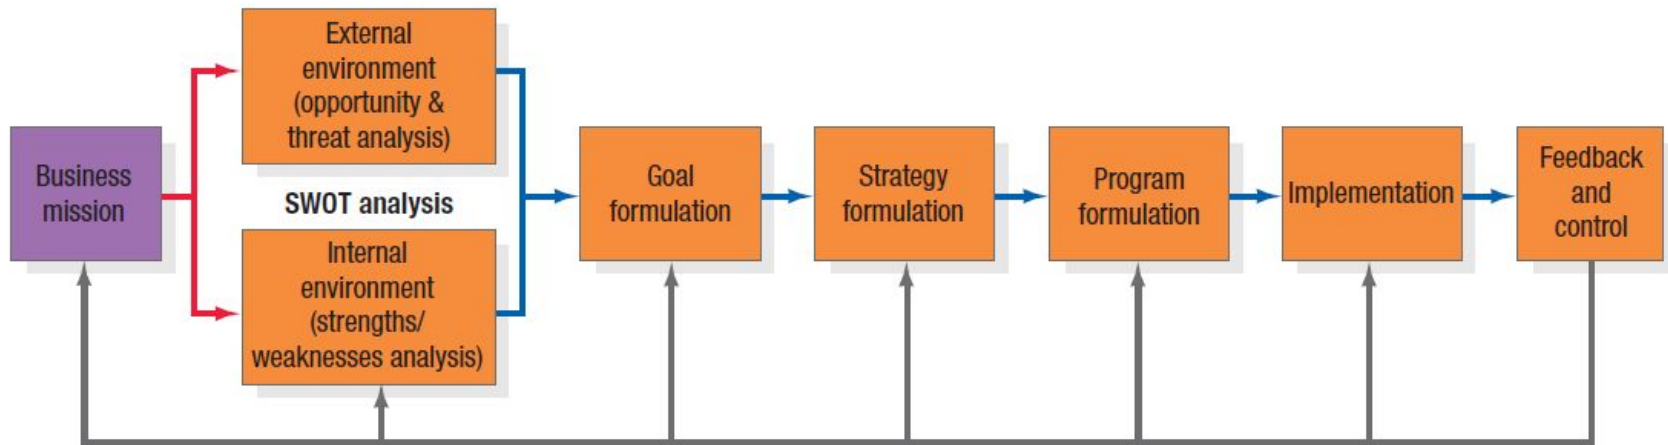 Business
mission
External
environment
(opportunity &
threat analysis)
SWOT analysis
Internal
environment
(strengths/
weaknesses analysis)
Goal
formulation
Strategy
formulation
Program
formulation
Implementation
Feedback
and
control